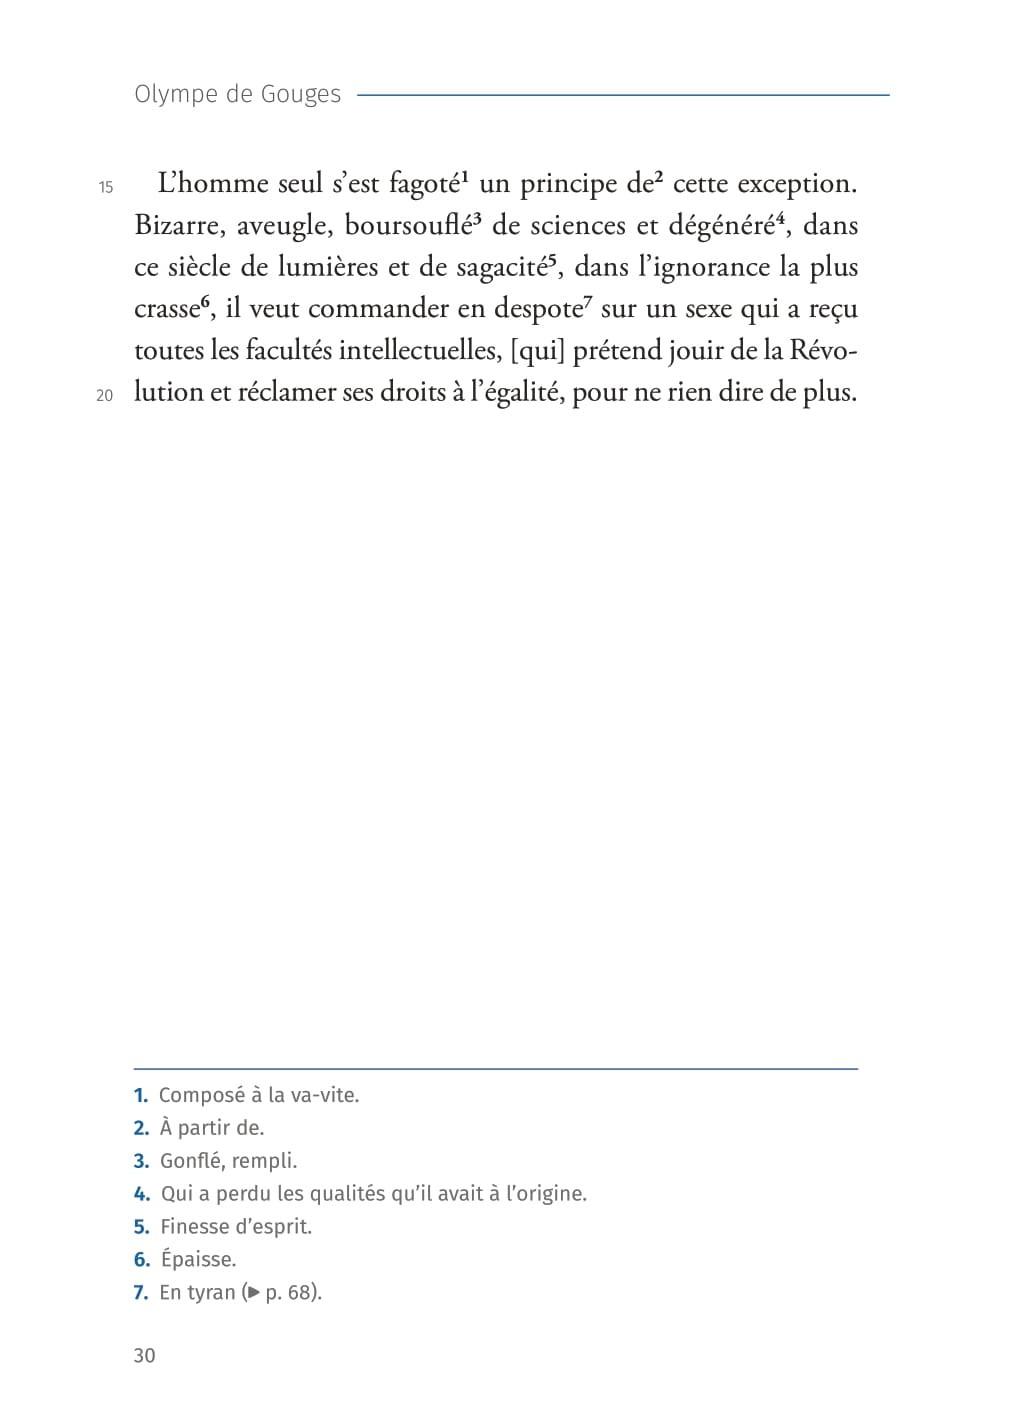 Olympe de Gouges
15 L’homme seul s’est fagoté¹ un principe de² cette exception.
Bizarre, aveugle, boursouflé³ de sciences et dégénéré⁴, dans
ce siècle de lumières et de sagacité⁵, dans l’ignorance la plus
crasse⁶, il veut commander en despote⁷ sur un sexe qui a reçu
toutes les facultés intellectuelles, [qui] prétend jouir de la Révo-
20 lution et réclamer ses droits à l’égalité, pour ne rien dire de plus.
1. Composé à la va-vite.
2. À partir de.
3. Gonflé, rempli.
4. Qui a perdu les qualités qu’il avait à l’origine.
5. Finesse d’esprit.
6. Épaisse.
7. En tyran (▶ p. 68).
30